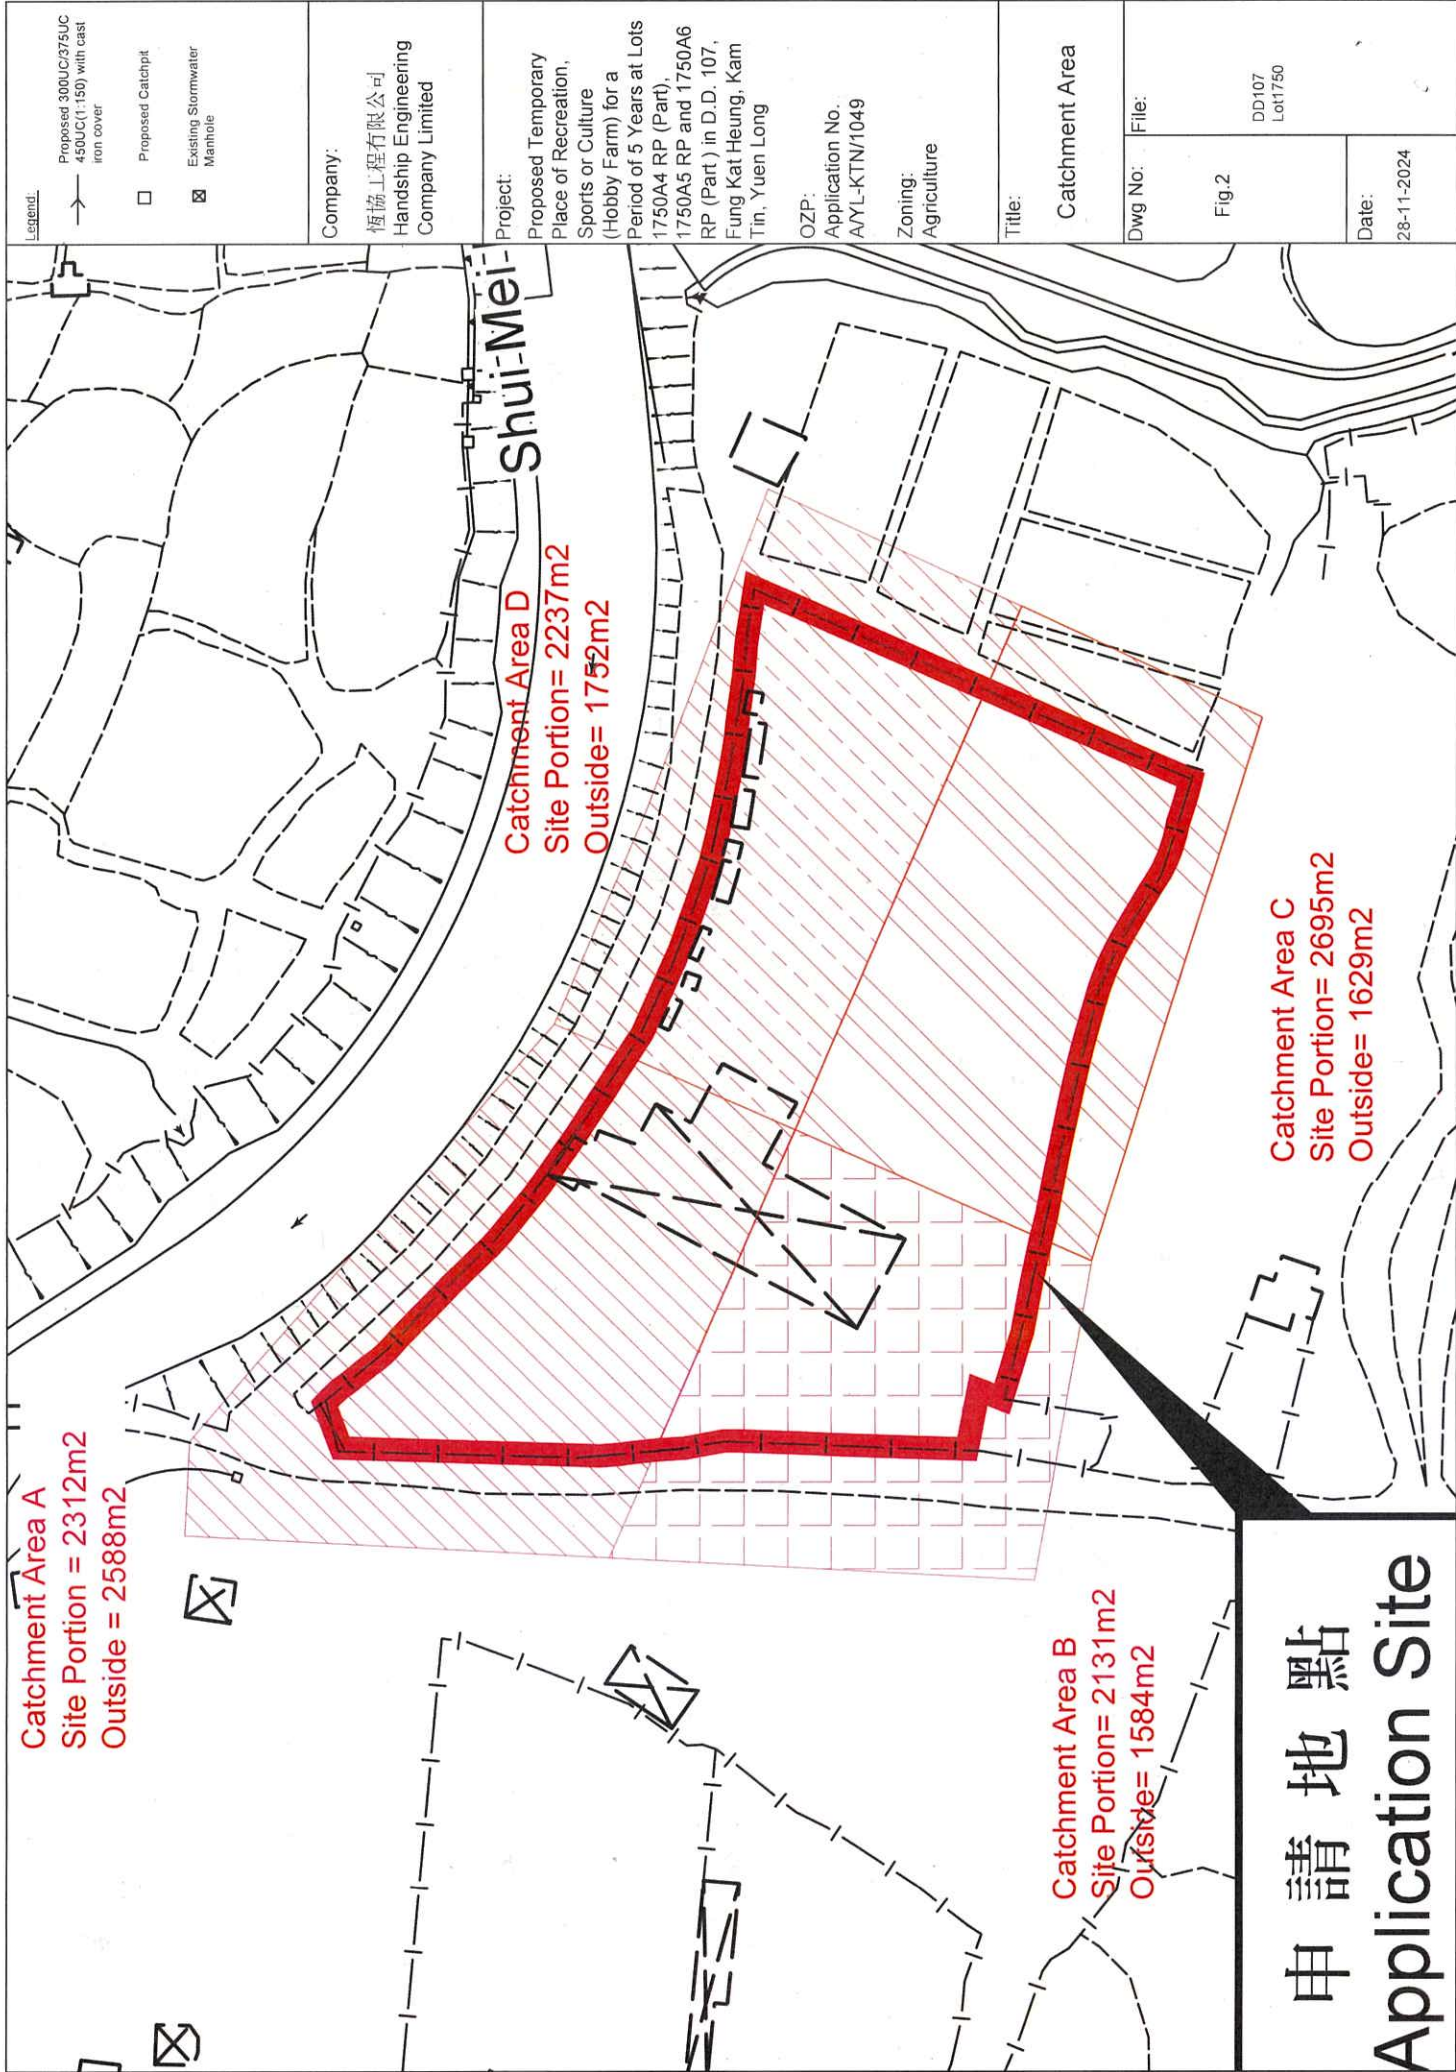 Legend:
Proposed 300UC/375UC
450UC(1:150) with cast
iron cover
Proposed Catchpit
Existing Stormwater
Manhole
Company:
恆協工程有限公司
Handship Engineering
Company Limited
Project:
Proposed Temporary
Place of Recreation,
Sports or Culture
(Hobby Farm) for a
Period of 5 Years at Lots
1750A4 RP (Part),
1750A5 RP and 1750A6
RP (Part ) in D.D. 107,
Fung Kat Heung, Kam
Tin, Yuen Long
OZP:
Application No.
A/YL-KTN/1049
Zoning:
Agriculture
Title:
Catchment Area
Dwg No:
Fig.2
File:
DD107
Lot1750
Date:
28-11-2024
Shui-Mei-
Catchment Area A
Site Portion = 2312m2
Outside = 2588m2
Catchment Area D
Site Portion= 2237m2
Outside= 1752m2
Catchment Area B
Site Portion= 2131m2
Outside= 1584m2
Catchment Area C
Site Portion= 2695m2
Outside= 1629m2
申請地點
Application Site